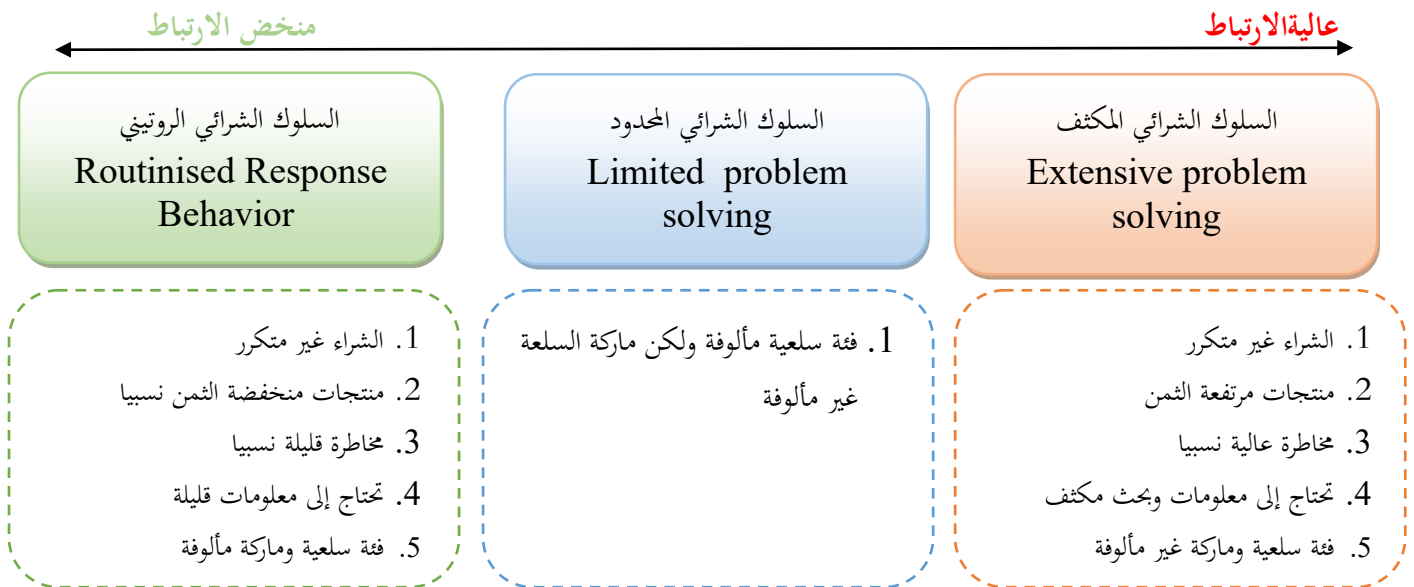 عاليةالارتباط
منخض الارتباط
السلوك الشرائي المكثف
Extensive problem
solving
السلوك الشرائي المحدود
Limited problem
solving
السلوك الشرائي الروتيني
Routinised Response
Behavior
1. الشراء غير متكرر
2. منتجات مرتفعة الثمن
3. مخاطرة عالية نسبيا
4. تحتاج إلى معلومات وبحث مكثف
5. فئة سلعية وماركة غير مألوفة
1. فئة سلعية مألوفة ولكن ماركة السلعة
غير مألوفة
1. الشراء غير متكرر
2. منتجات منخفضة الثمن نسبيا
3. مخاطرة قليلة نسبيا
4. تحتاج إلى معلومات قليلة
5. فئة سلعية وماركة مألوفة